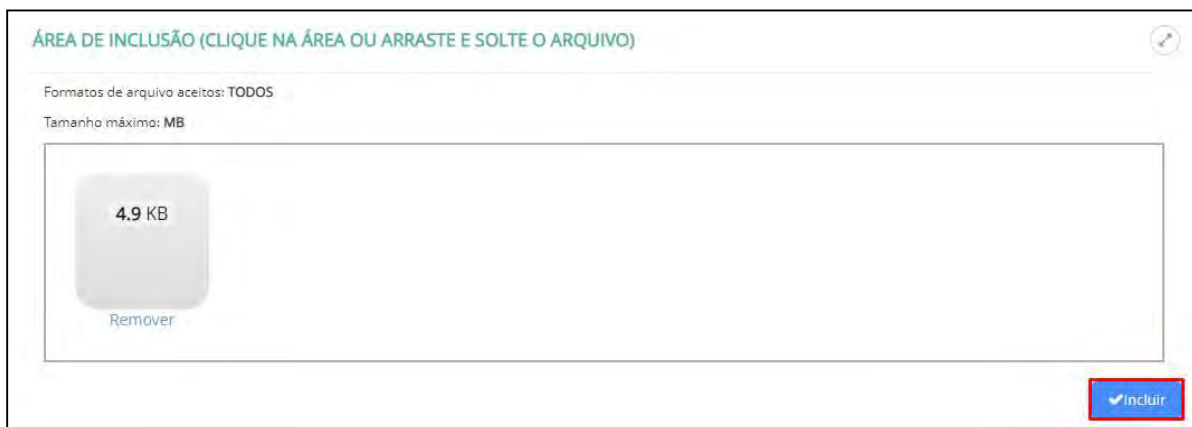 ÁREA DE INCLUSÃO (CLIQUE NA ÁREA OU ARRASTE E SOLTE O ARQUIVO)
Formatos de arquivo aceitos: TODOS
Tamanho máximo: MB
4.9 KB
Remover
Incluir